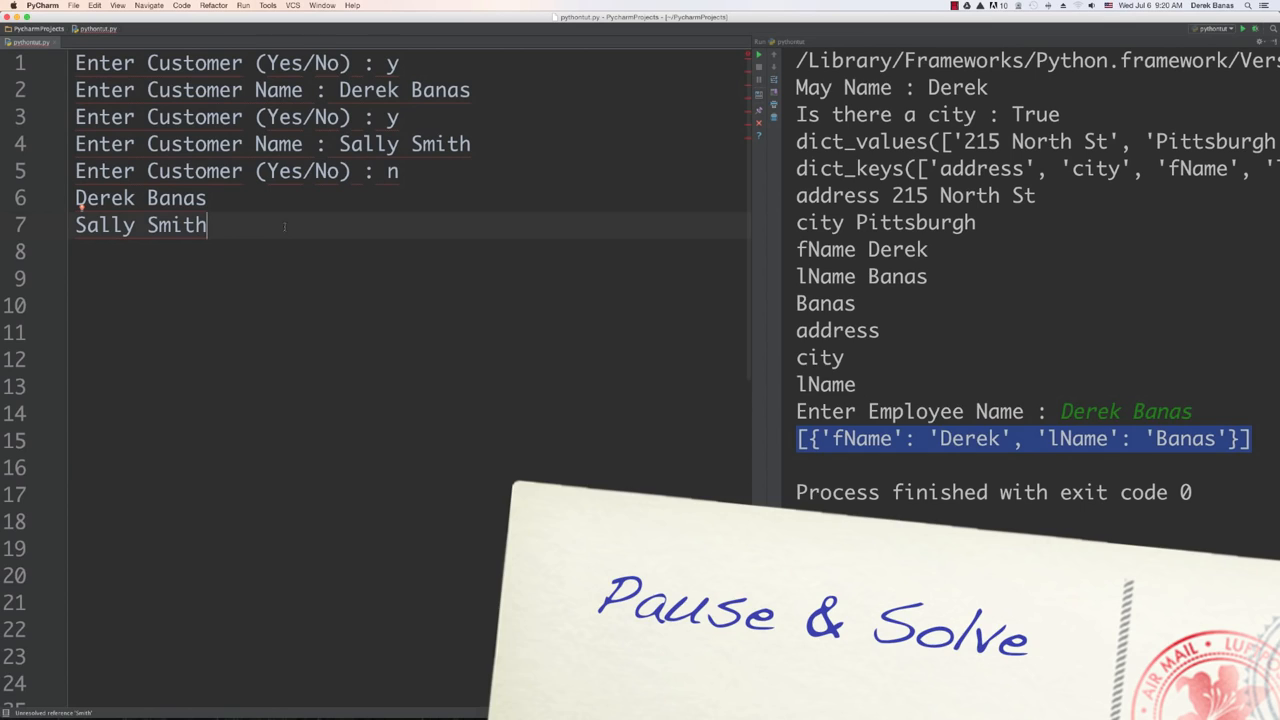 PyCharm File Edit View Navigate Code Refactor Run Tools VCS Window Help
10 Wed Jul 6 9:20 AM Derek Banas
pythontut.py - PycharmProjects - [~/PycharmProjects]
PycharmProjects pythontut.py
pythontut
pythontut.py
Run pythontut
1 Enter Customer (Yes/No) : y
2 Enter Customer Name : Derek Banas
3 Enter Customer (Yes/No) : y
4 Enter Customer Name : Sally Smith
5 Enter Customer (Yes/No) : n
6 Derek Banas
7 Sally Smith
8
9
10
11
12
13
14
15
16
17
18
19
20
21
22
23
24
/Library/Frameworks/Python.framework/Vers
May Name : Derek
Is there a city : True
dict_values(['215 North St', 'Pittsburgh
dict_keys(['address', 'city', 'fName', '
address 215 North St
city Pittsburgh
fName Derek
lName Banas
Banas
address
city
lName
Enter Employee Name : Derek Banas
[{'fName': 'Derek', 'lName': 'Banas'}]
Process finished with exit code 0
Pause & Solve
AIR MAIL
Unresolved reference 'Smith'